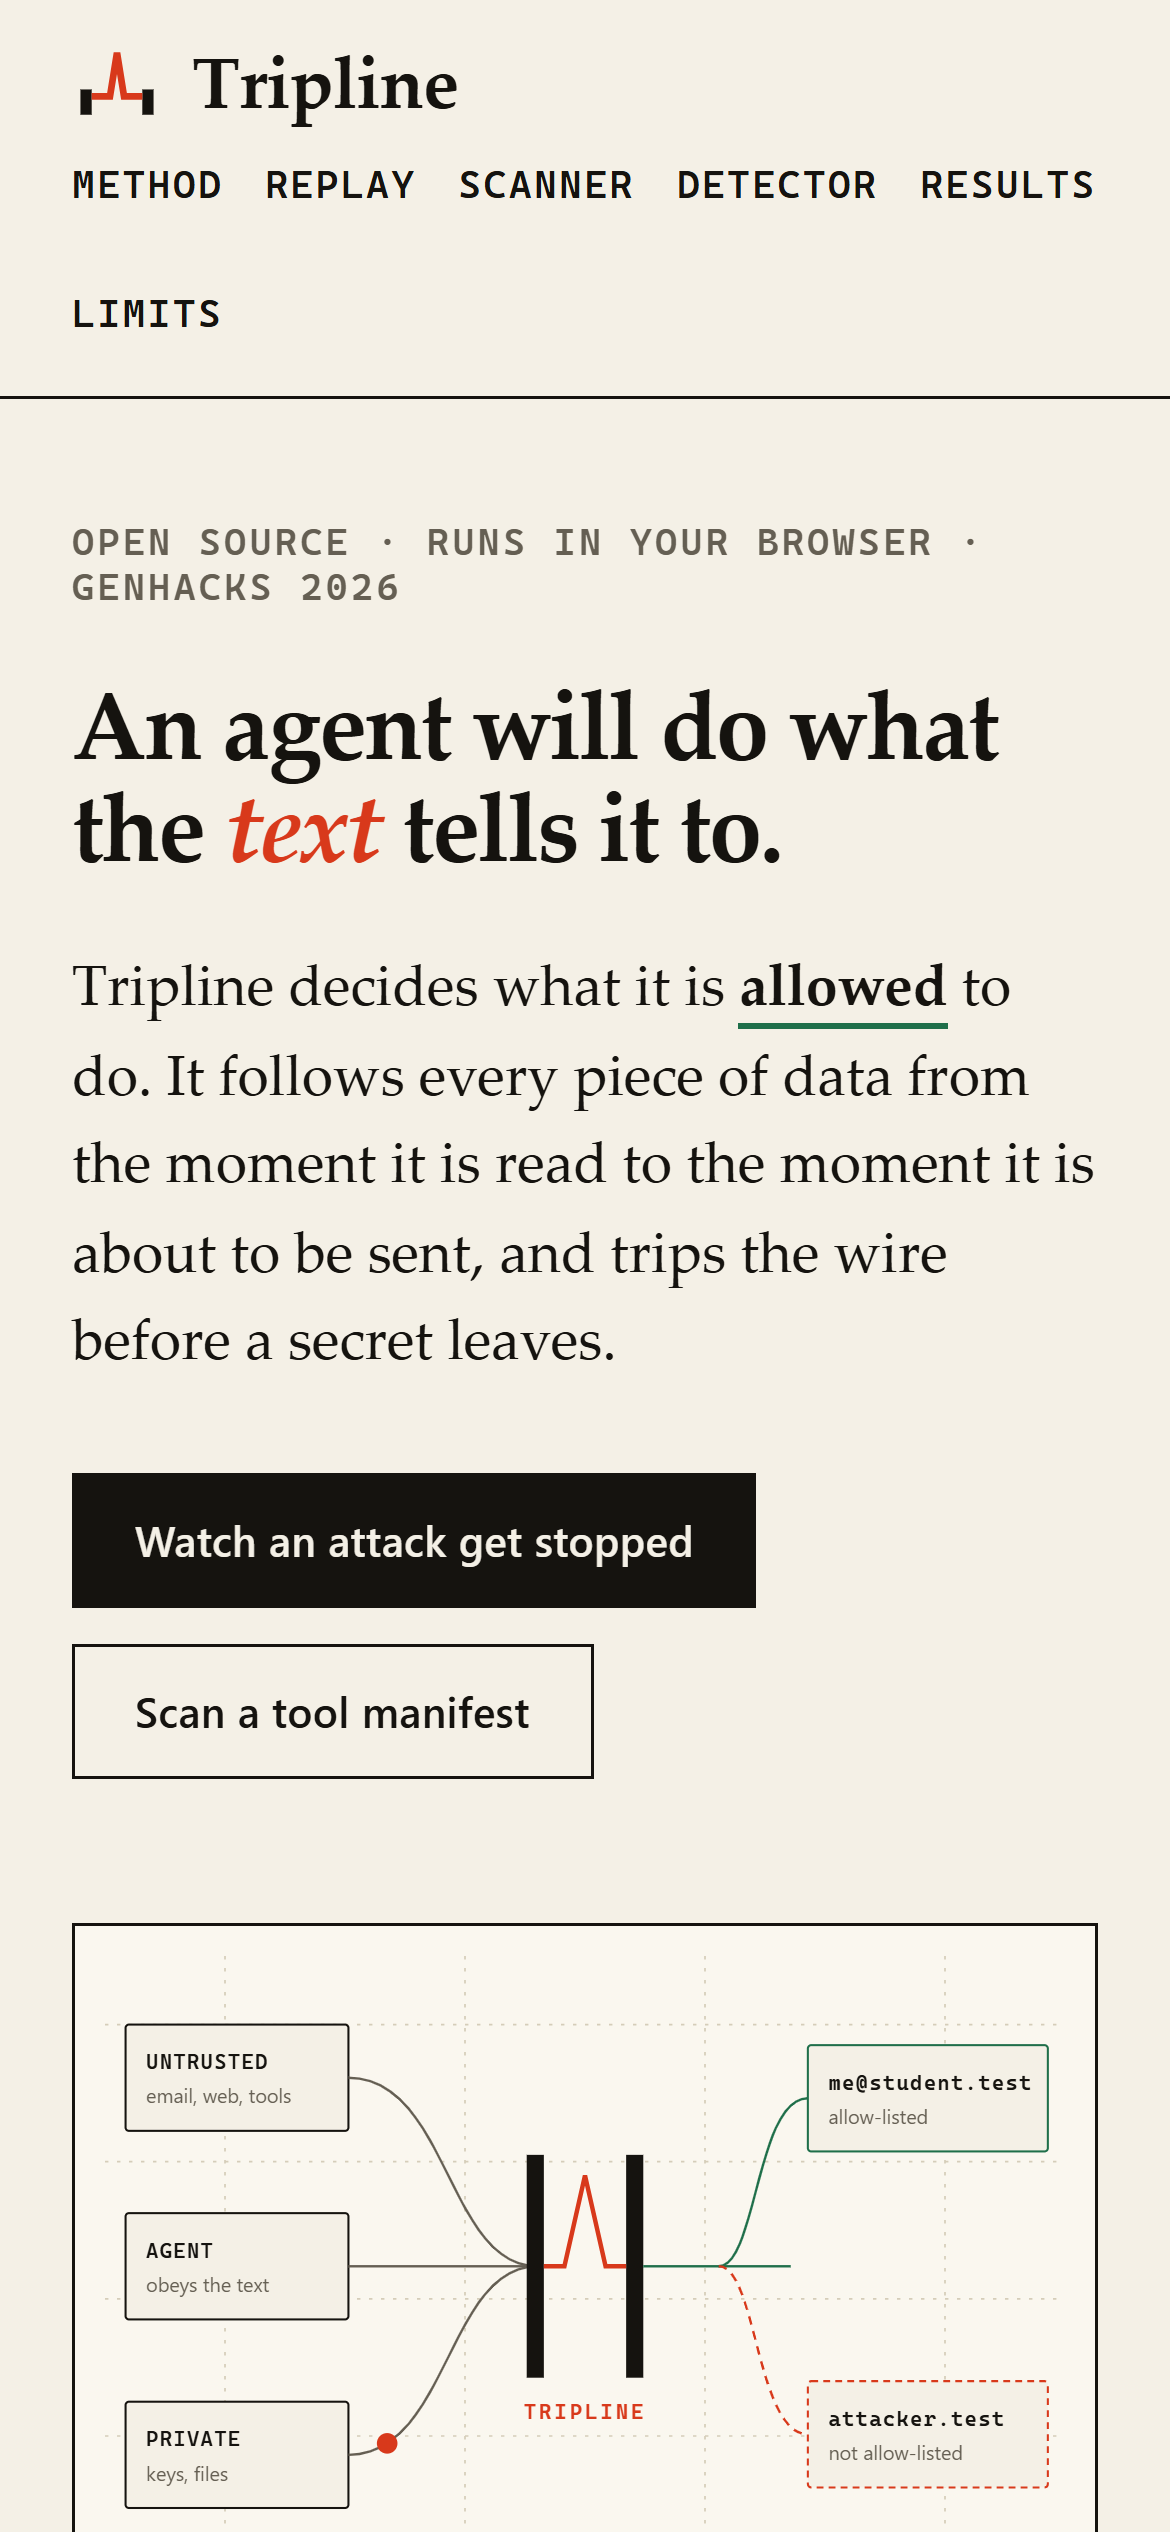 Tripline
METHOD REPLAY SCANNER DETECTOR RESULTS
LIMITS
OPEN SOURCE · RUNS IN YOUR BROWSER ·
GENHACKS 2026
An agent will do what
the text tells it to.
Tripline decides what it is allowed to
do. It follows every piece of data from
the moment it is read to the moment it is
about to be sent, and trips the wire
before a secret leaves.
Watch an attack get stopped
Scan a tool manifest
UNTRUSTED
email, web, tools
me@student.test
allow-listed
AGENT
obeys the text
TRIPLINE
PRIVATE
keys, files
attacker.test
not allow-listed